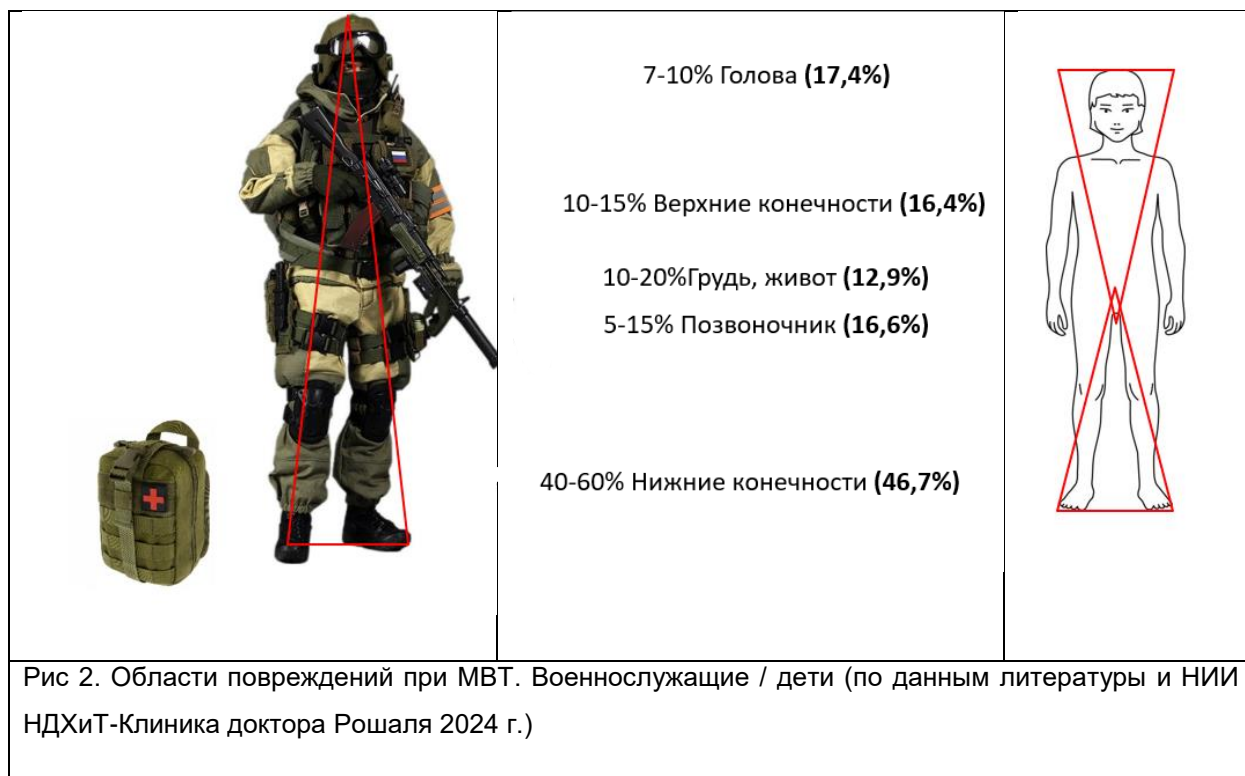 7-10% Голова (17,4%)
10-15% Верхние конечности (16,4%)
10-20%Грудь, живот (12,9%)
5-15% Позвоночник (16,6%)
40-60% Нижние конечности (46,7%)
Рис 2. Области повреждений при МВТ. Военнослужащие / дети (по данным литературы и НИИ
НДХиТ-Клиника доктора Рошаля 2024 г.)